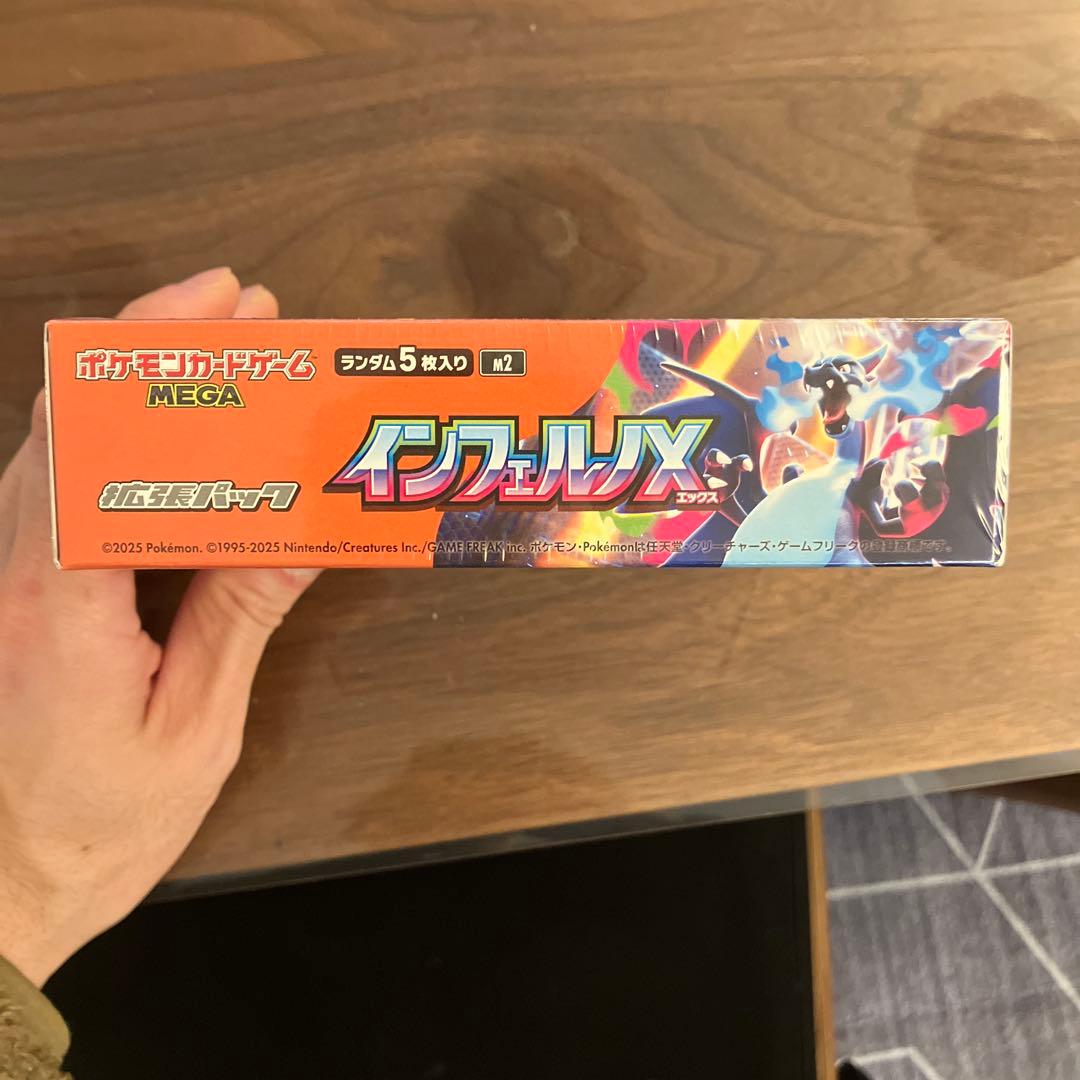 ポケモンカードゲーム
MEGA
ランダム5枚入り
M2
インフェルノX
エックス
拡張パック
©2025 Pokémon. ©1995-2025 Nintendo/Creatures Inc./GAME FREAK inc. ポケモン・Pokémonは任天堂・クリーチャーズ・ゲームフリークの登録商標です。